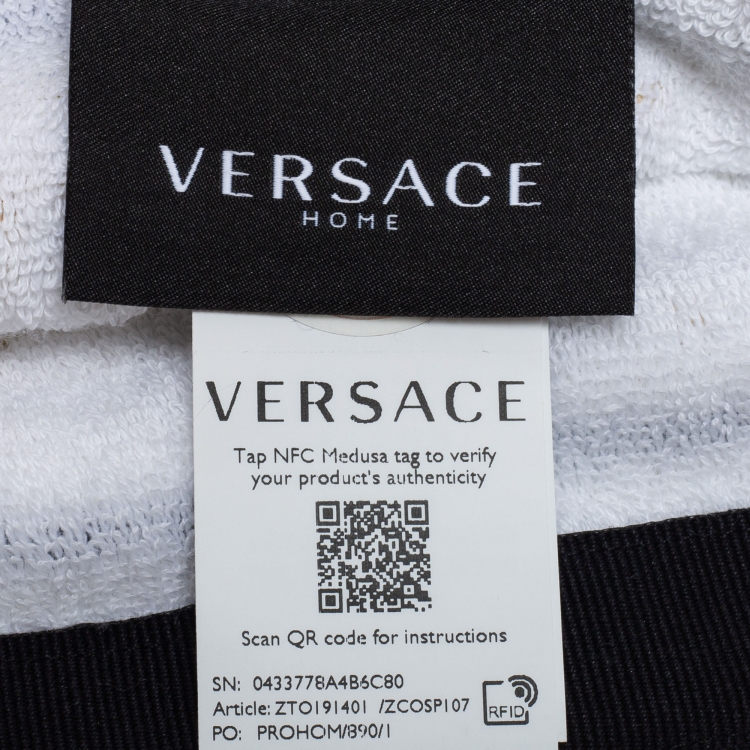 VERSACE
HOME
VERSACE
Tap NFC Medusa tag to verify
your product's authenticity
Scan QR code for instructions
SN: 0433778A4B6C80
Article: ZTO191401 /ZCOSP107
RFID
PO: PROHOM/890/1